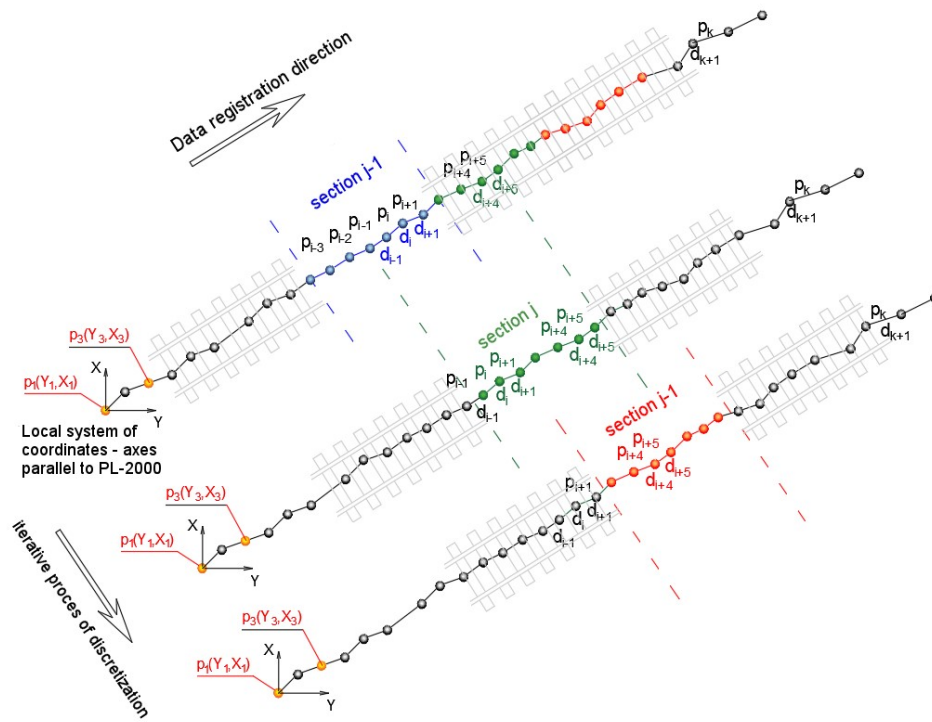 Data registration direction
section j-1
p_{i-3} p_{i-2} p_{i-1} p_i p_{i+1} p_{i+4} p_{i+5} p_k
d_{i-1} d_i d_{i+1} d_{i+4} d_{i+5} d_{k+1}
p_3(Y_3,X_3)
p_1(Y_1,X_1)
X
Y
Local system of
coordinates - axes
parallel to PL-2000
section j
p_{i-1} p_i p_{i+1} p_{i+4} p_{i+5} p_k
d_{i-1} d_i d_{i+1} d_{i+4} d_{i+5} d_{k+1}
p_3(Y_3,X_3)
p_1(Y_1,X_1)
X
Y
section j-1
p_{i+1} p_{i+4} p_{i+5} p_k
d_{i-1} d_i d_{i+1} d_{i+4} d_{i+5} d_{k+1}
p_3(Y_3,X_3)
p_1(Y_1,X_1)
X
Y
iterative proces of discretization